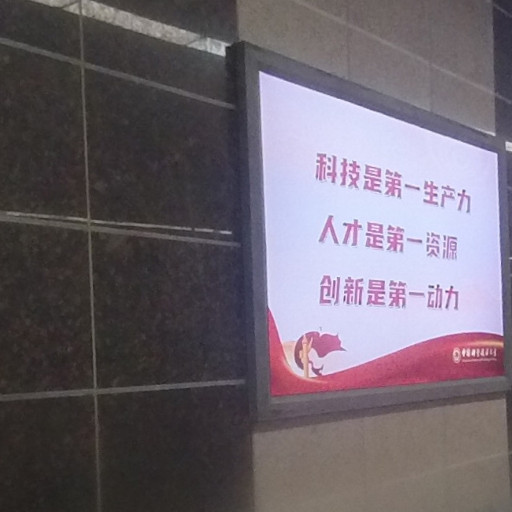 科技是第一生产力
人才是第一资源
创新是第一动力